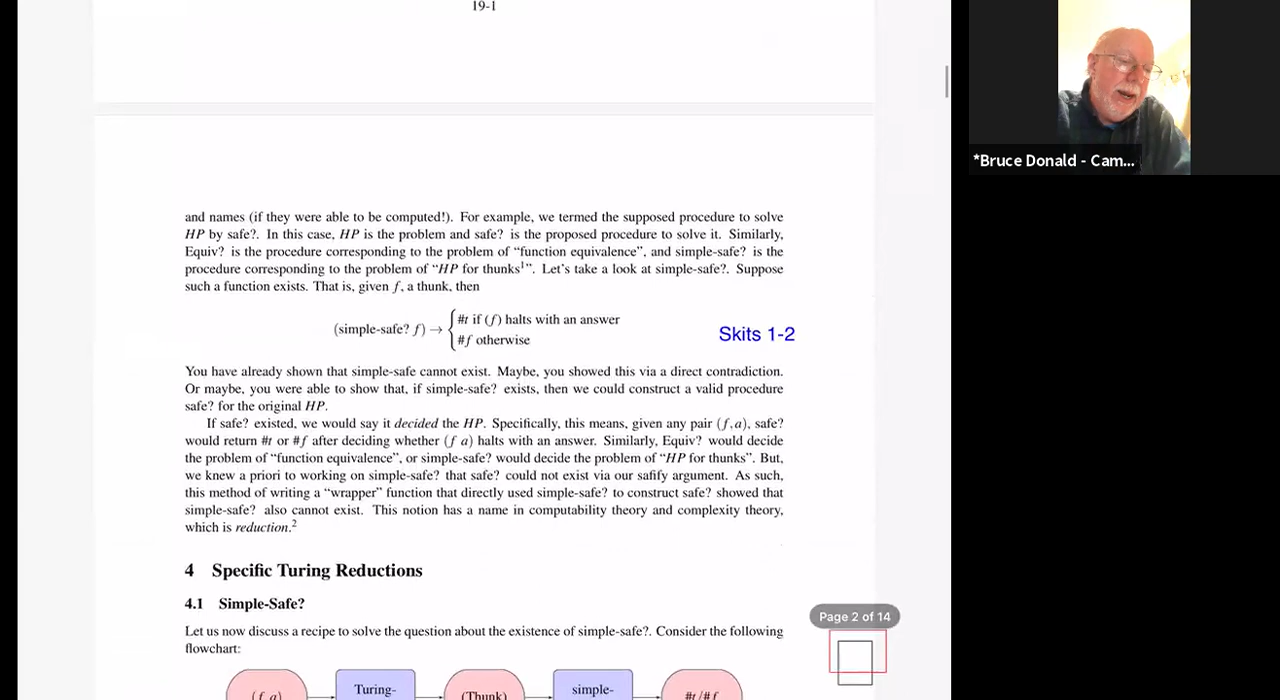 19-1
*Bruce Donald - Cam...
and names (if they were able to be computed!). For example, we termed the supposed procedure to solve
HP by safe?. In this case, HP is the problem and safe? is the proposed procedure to solve it. Similarly,
Equiv? is the procedure corresponding to the problem of “function equivalence”, and simple-safe? is the
procedure corresponding to the problem of “HP for thunks¹”. Let’s take a look at simple-safe?. Suppose
such a function exists. That is, given f, a thunk, then
(simple-safe? f) → { #t if (f) halts with an answer
#f otherwise
Skits 1-2
You have already shown that simple-safe cannot exist. Maybe, you showed this via a direct contradiction.
Or maybe, you were able to show that, if simple-safe? exists, then we could construct a valid procedure
safe? for the original HP.
If safe? existed, we would say it decided the HP. Specifically, this means, given any pair (f,a), safe?
would return #t or #f after deciding whether (f a) halts with an answer. Similarly, Equiv? would decide
the problem of “function equivalence”, or simple-safe? would decide the problem of “HP for thunks”. But,
we knew a priori to working on simple-safe? that safe? could not exist via our safify argument. As such,
this method of writing a “wrapper” function that directly used simple-safe? to construct safe? showed that
simple-safe? also cannot exist. This notion has a name in computability theory and complexity theory,
which is reduction.²
4 Specific Turing Reductions
4.1 Simple-Safe?
Page 2 of 14
Let us now discuss a recipe to solve the question about the existence of simple-safe?. Consider the following
flowchart:
(f a)
Turing-
(Thunk)
simple-
#t/#f